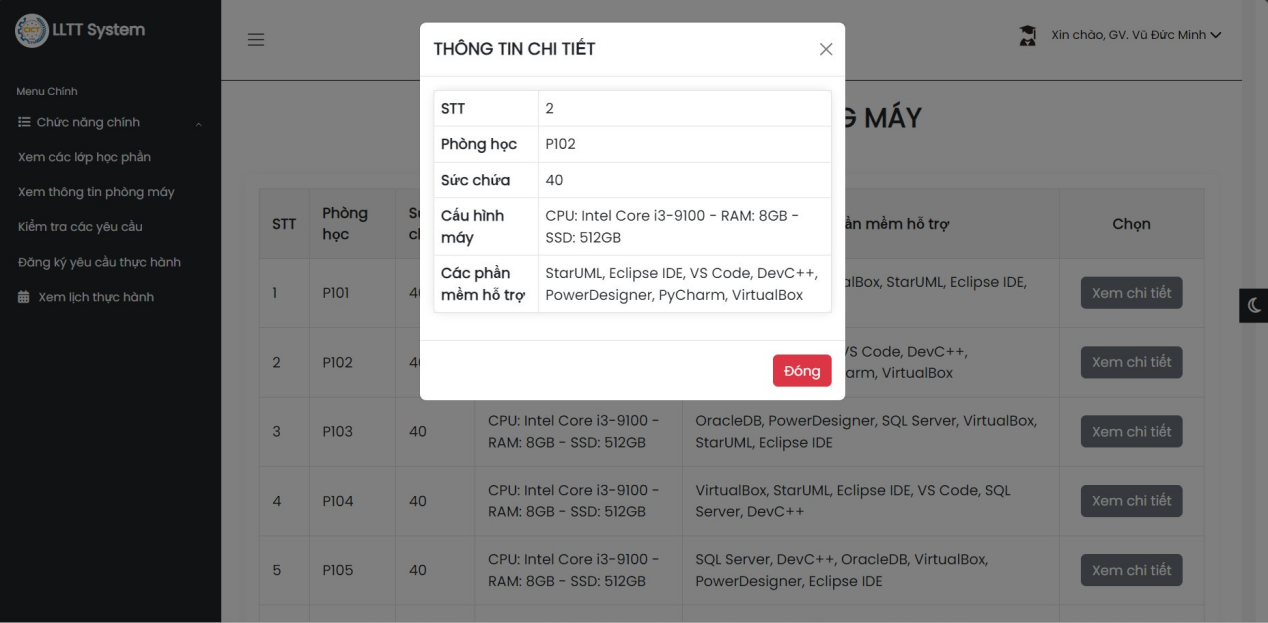 CICT
LLTT System
Xin chào, GV. Vũ Đức Minh
Menu Chính
Chức năng chính
Xem các lớp học phần
Xem thông tin phòng máy
Kiểm tra các yêu cầu
Đăng ký yêu cầu thực hành
Xem lịch thực hành
THÔNG TIN CHI TIẾT
STT
2
Phòng học
P102
Sức chứa
40
Cấu hình
máy
CPU: Intel Core i3-9100 - RAM: 8GB -
SSD: 512GB
Các phần
mềm hỗ trợ
StarUML, Eclipse IDE, VS Code, DevC++,
PowerDesigner, PyCharm, VirtualBox
Đóng
MÁY
STT
Phòng
học
mềm hỗ trợ
Chọn
1
P101
StarUML, Eclipse IDE,
Xem chi tiết
2
P102
Code, DevC++,
VirtualBox
Xem chi tiết
3
P103
40
CPU: Intel Core i3-9100 -
RAM: 8GB - SSD: 512GB
OracleDB, PowerDesigner, SQL Server, VirtualBox,
StarUML, Eclipse IDE
Xem chi tiết
4
P104
40
CPU: Intel Core i3-9100 -
RAM: 8GB - SSD: 512GB
VirtualBox, StarUML, Eclipse IDE, VS Code, SQL
Server, DevC++
Xem chi tiết
5
P105
40
CPU: Intel Core i3-9100 -
RAM: 8GB - SSD: 512GB
SQL Server, DevC++, OracleDB, VirtualBox,
PowerDesigner, Eclipse IDE
Xem chi tiết